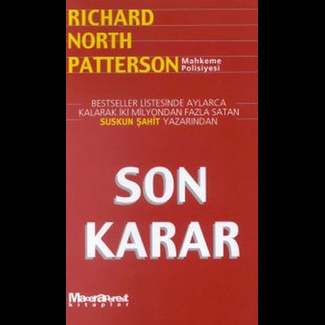 RICHARD
NORTH
PATTERSON
Mahkeme
Polisiyesi
BESTSELLER LİSTESİNDE AYLARCA
KALARAK İKİ MİLYONDAN FAZLA SATAN
SUSKUN ŞAHİT YAZARINDAN
SON
KARAR
MaceraPerest
kitaplar